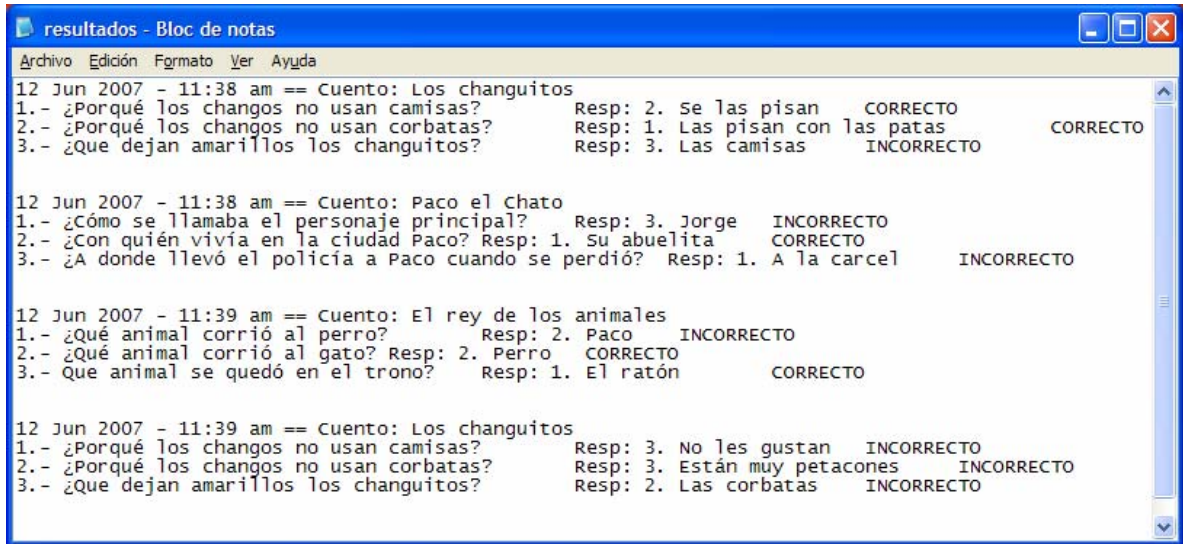 resultados - Bloc de notas
Archivo Edición Formato Ver Ayuda
12 Jun 2007 - 11:38 am == Cuento: Los changuitos
1.- ¿Porqué los changos no usan camisas? Resp: 2. Se las pisan CORRECTO
2.- ¿Porqué los changos no usan corbatas? Resp: 1. Las pisan con las patas CORRECTO
3.- ¿Que dejan amarillos los changuitos? Resp: 3. Las camisas INCORRECTO
12 Jun 2007 - 11:38 am == Cuento: Paco el Chato
1.- ¿Cómo se llamaba el personaje principal? Resp: 3. Jorge INCORRECTO
2.- ¿Con quién vivía en la ciudad Paco? Resp: 1. Su abuelita CORRECTO
3.- ¿A donde llevó el policía a Paco cuando se perdió? Resp: 1. A la carcel INCORRECTO
12 Jun 2007 - 11:39 am == Cuento: El rey de los animales
1.- ¿Qué animal corrió al perro? Resp: 2. Paco INCORRECTO
2.- ¿Qué animal corrió al gato? Resp: 2. Perro CORRECTO
3.- Que animal se quedó en el trono? Resp: 1. El ratón CORRECTO
12 Jun 2007 - 11:39 am == Cuento: Los changuitos
1.- ¿Porqué los changos no usan camisas? Resp: 3. No les gustan INCORRECTO
2.- ¿Porqué los changos no usan corbatas? Resp: 3. Están muy petacones INCORRECTO
3.- ¿Que dejan amarillos los changuitos? Resp: 2. Las corbatas INCORRECTO